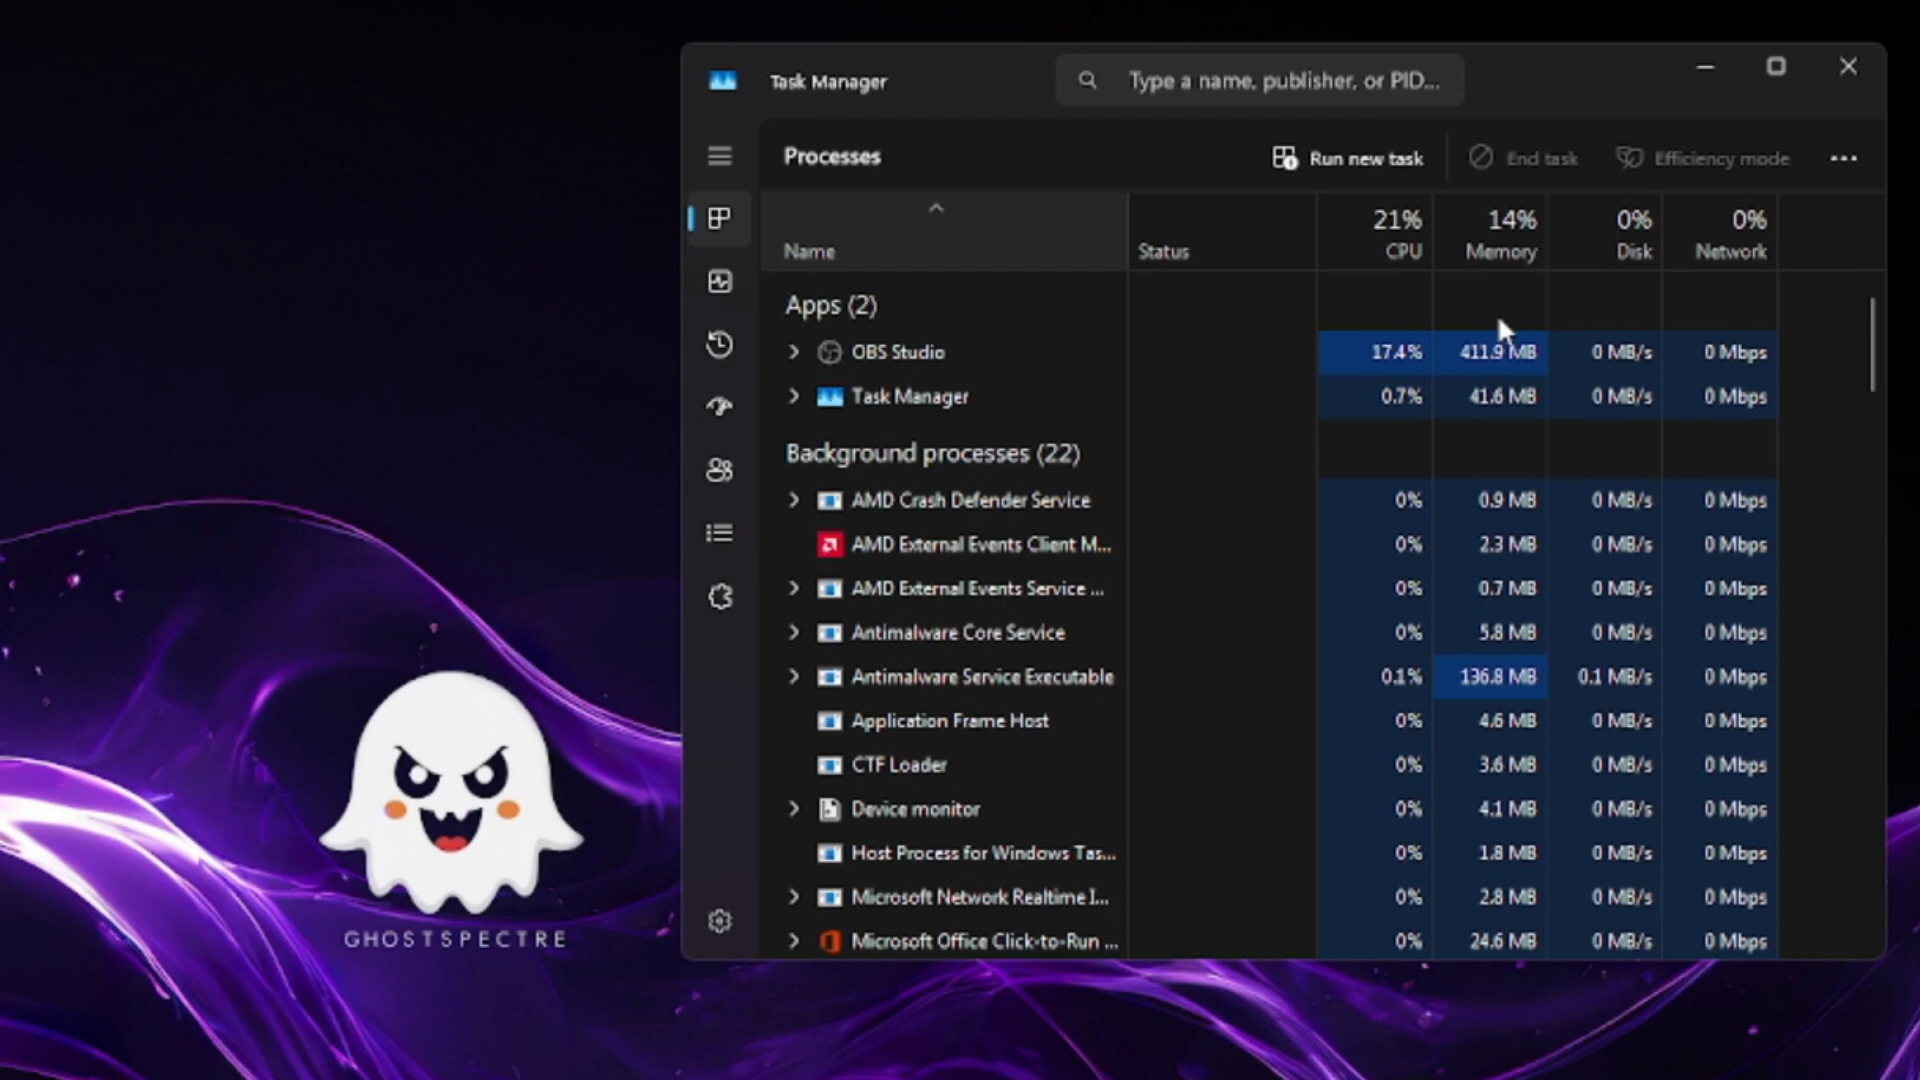 Task Manager
Type a name, publisher, or PID...
Processes
Run new task
End task
Efficiency mode
21% 14% 0% 0%
Name Status CPU Memory Disk Network
Apps (2)
OBS Studio 17.4% 411.9 MB 0 MB/s 0 Mbps
Task Manager 0.7% 41.6 MB 0 MB/s 0 Mbps
Background processes (22)
AMD Crash Defender Service 0% 0.9 MB 0 MB/s 0 Mbps
AMD External Events Client M... 0% 2.3 MB 0 MB/s 0 Mbps
AMD External Events Service ... 0% 0.7 MB 0 MB/s 0 Mbps
Antimalware Core Service 0% 5.8 MB 0 MB/s 0 Mbps
Antimalware Service Executable 0.1% 136.8 MB 0.1 MB/s 0 Mbps
Application Frame Host 0% 4.6 MB 0 MB/s 0 Mbps
CTF Loader 0% 3.6 MB 0 MB/s 0 Mbps
Device monitor 0% 4.1 MB 0 MB/s 0 Mbps
Host Process for Windows Tas... 0% 1.8 MB 0 MB/s 0 Mbps
Microsoft Network Realtime I... 0% 2.8 MB 0 MB/s 0 Mbps
Microsoft Office Click-to-Run ... 0% 24.6 MB 0 MB/s 0 Mbps
GHOSTSPECTRE